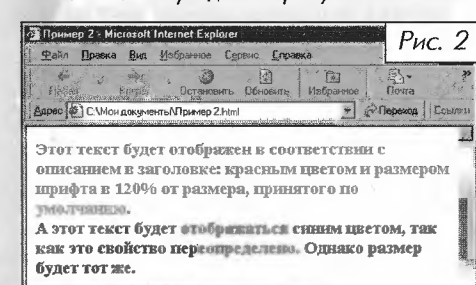 Рис. 2
Пример 2 - Microsoft Internet Explorer
Файл Правка Вид Избранное Сервис Справка
Остановить Обновить Избранное Почта
Адрес C:\Мои документы\Пример 2.html Переход Ссылки
Этот текст будет отображен в соответствии с
описанием в заголовке: красным цветом и размером
шрифта в 120% от размера, принятого по
умолчанию.
А этот текст будет отображаться синим цветом, так
как это свойство переопределено. Однако размер
будет тот же.